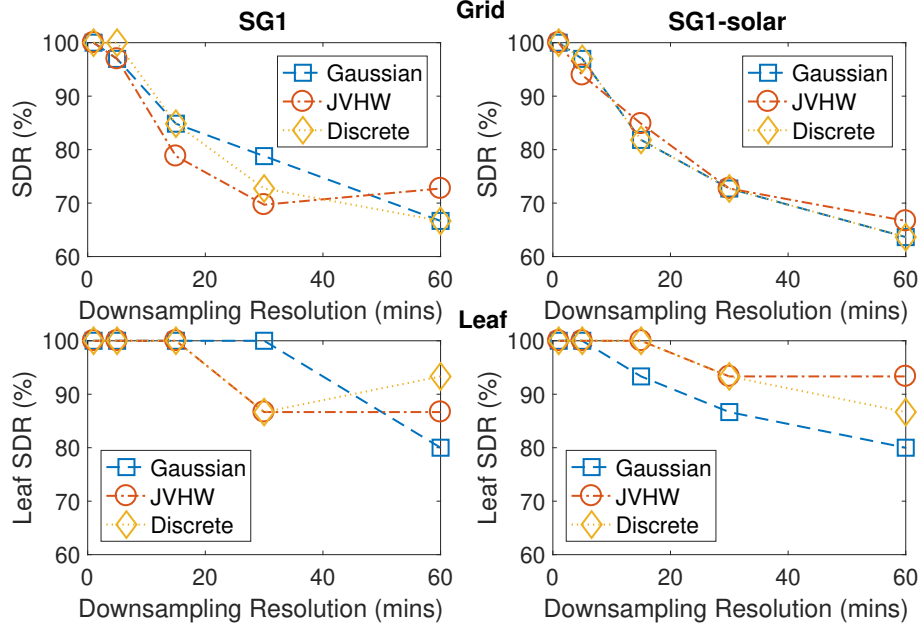 Grid
SG1
SG1-solar
100
90
80
70
60
SDR (%)
Gaussian
JVHW
Discrete
0
20
40
60
Downsampling Resolution (mins)
100
90
80
70
60
SDR (%)
Gaussian
JVHW
Discrete
0
20
40
60
Downsampling Resolution (mins)
Leaf
100
90
80
70
60
Leaf SDR (%)
Gaussian
JVHW
Discrete
0
20
40
60
Downsampling Resolution (mins)
100
90
80
70
60
Leaf SDR (%)
Gaussian
JVHW
Discrete
0
20
40
60
Downsampling Resolution (mins)